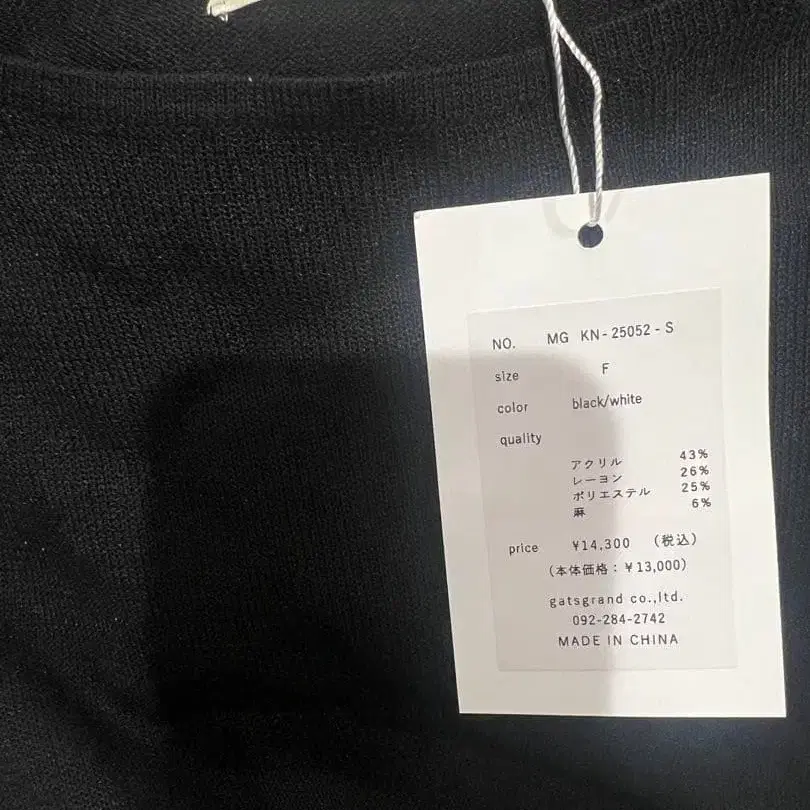 NO. MG KN-25052-S
size F
color black/white
quality
アクリル 43%
レーヨン 26%
ポリエステル 25%
麻 6%
price ¥14,300 (税込)
(本体価格:¥13,000)
gatsgrand co.,ltd.
092-284-2742
MADE IN CHINA